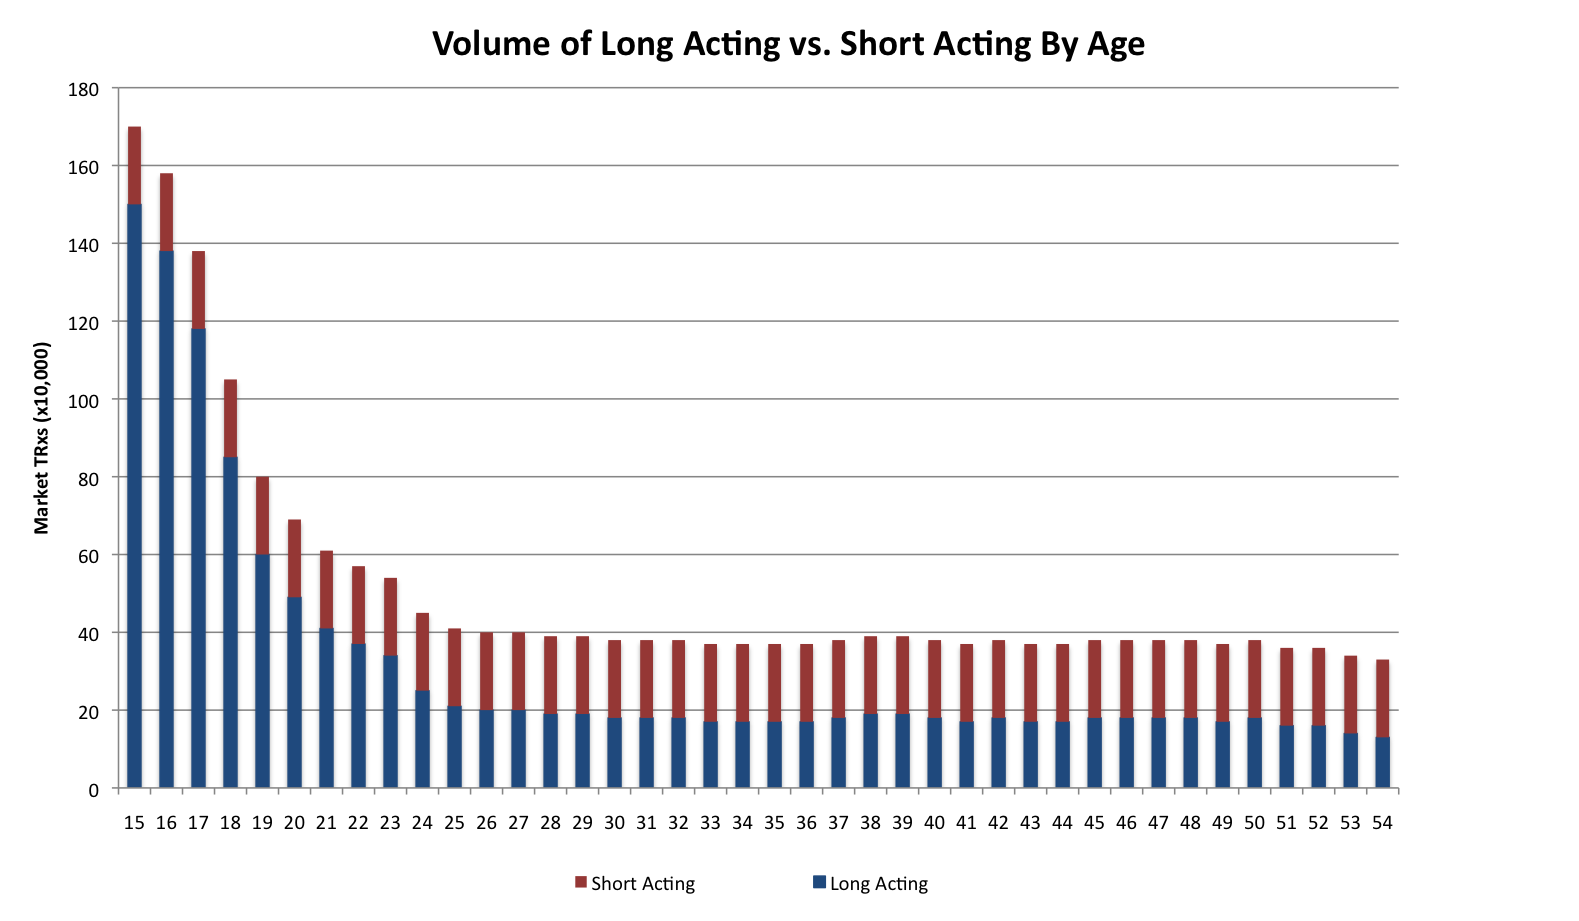 Volume of Long Acting vs. Short Acting By Age
Market TRxs (x10,000)
180
160
140
120
100
80
60
40
20
0
15 16 17 18 19 20 21 22 23 24 25 26 27 28 29 30 31 32 33 34 35 36 37 38 39 40 41 42 43 44 45 46 47 48 49 50 51 52 53 54
Short Acting Long Acting